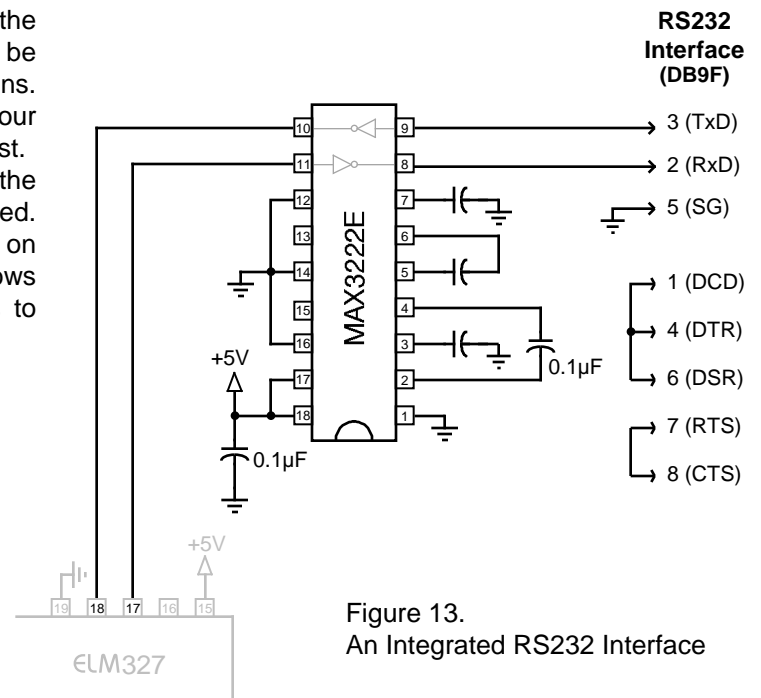 the
be
ns.
our
st.
the
ed.
on
ows
to
RS232
Interface
(DB9F)
10
9
3 (TxD)
11
8
2 (RxD)
12
7
5 (SG)
13
6
14
5
1 (DCD)
15
4
4 (DTR)
16
3
0.1µF
6 (DSR)
+5V
17
2
18
1
7 (RTS)
MAX3222E
0.1µF
8 (CTS)
+5V
19
18
17
16
15
ELM327
Figure 13.
An Integrated RS232 Interface